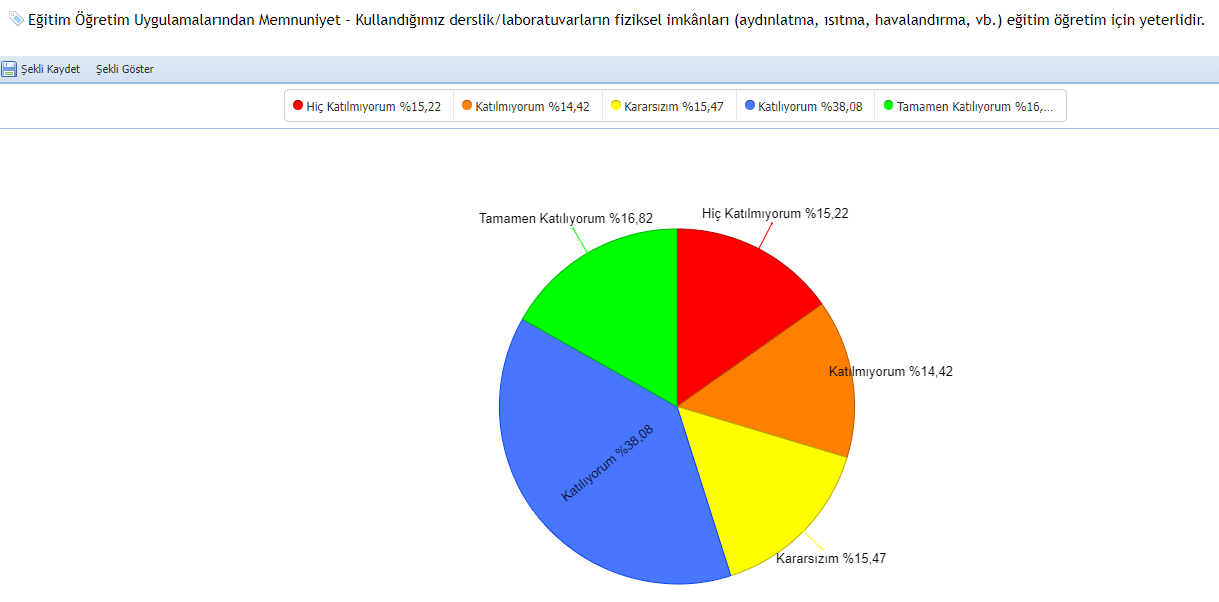 Eğitim Öğretim Uygulamalarından Memnuniyet - Kullandığımız derslik/laboratuvarların fiziksel imkânları (aydınlatma, ısıtma, havalandırma, vb.) eğitim öğretim için yeterlidir.
Şekli Kaydet Şekli Göster
Hiç Katılmıyorum %15,22 Katılmıyorum %14,42 Kararsızım %15,47 Katılıyorum %38,08 Tamamen Katılıyorum %16,...
Tamamen Katılıyorum %16,82
Hiç Katılmıyorum %15,22
Katılmıyorum %14,42
Katılıyorum %38,08
Kararsızım %15,47